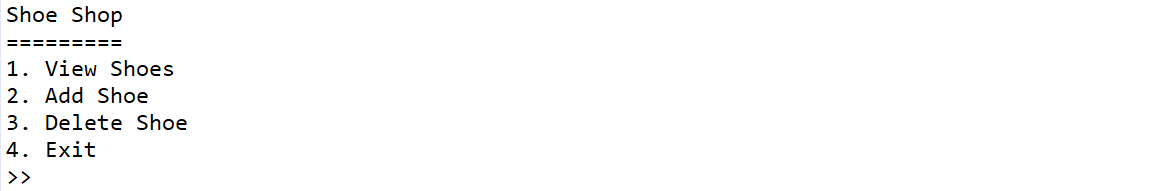 Shoe Shop
=========
1. View Shoes
2. Add Shoe
3. Delete Shoe
4. Exit
>>